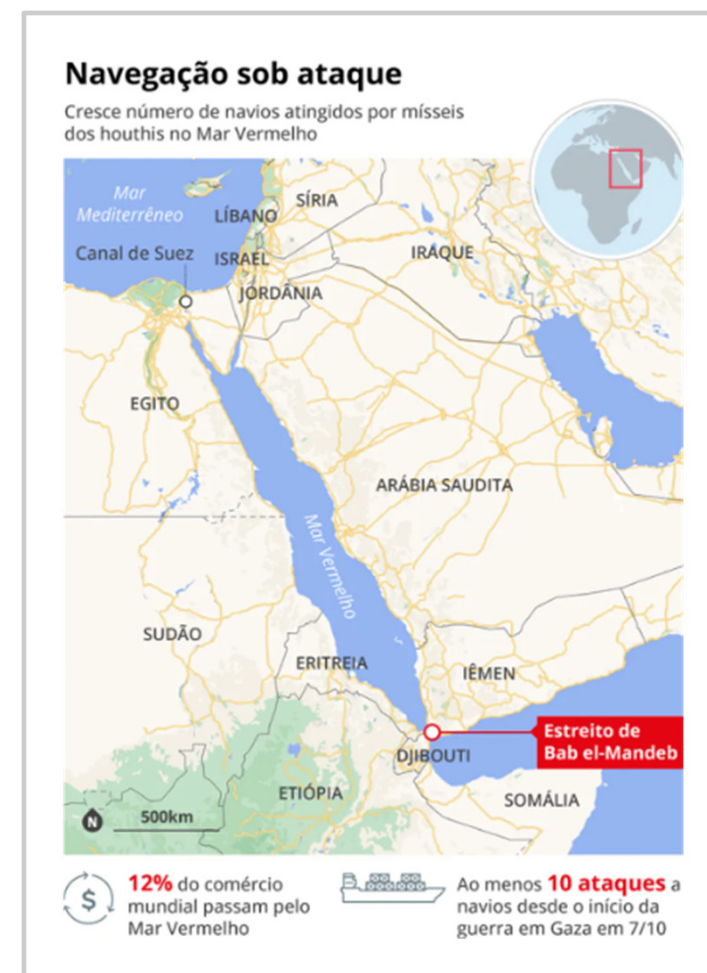 Navegação sob ataque
Cresce número de navios atingidos por mísseis
dos houthis no Mar Vermelho
Mar
Mediterrêneo
LÍBANO
SÍRIA
Canal de Suez
ISRAEL
IRAQUE
JORDÂNIA
EGITO
ARÁBIA SAUDITA
Mar Vermelho
SUDÃO
ERITREIA
IÊMEN
Estreito de
Bab el-Mandeb
DJIBOUTI
ETIÓPIA
SOMÁLIA
N
500km
$
12% do comércio
mundial passam pelo
Mar Vermelho
Ao menos 10 ataques a
navios desde o início da
guerra em Gaza em 7/10